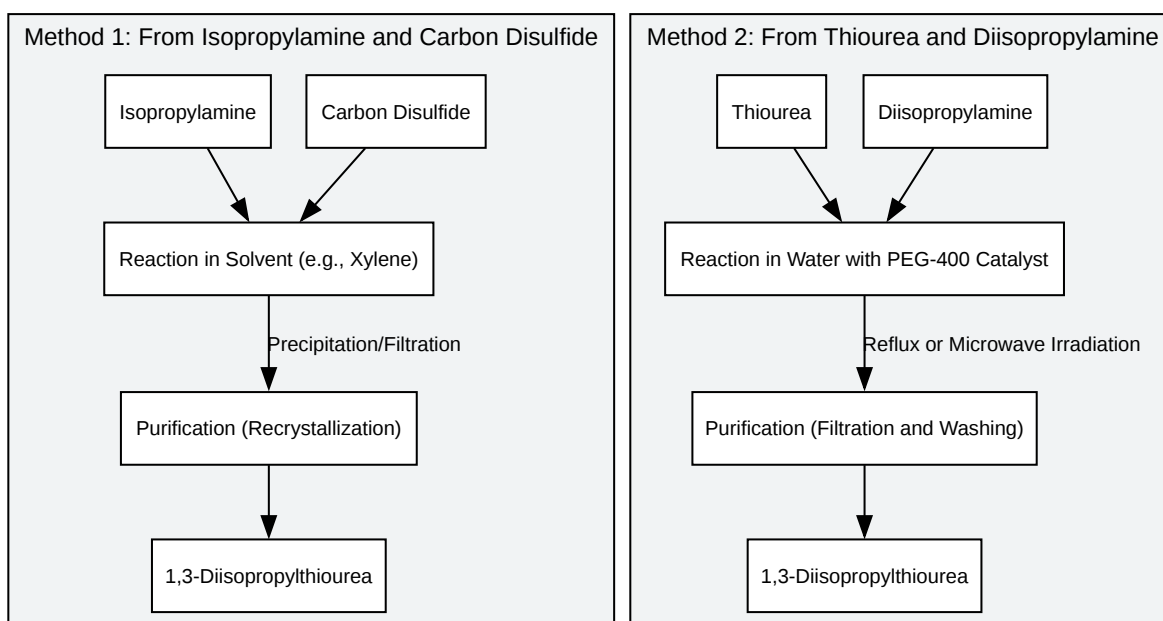 Method 1: From Isopropylamine and Carbon Disulfide
Isopropylamine
Carbon Disulfide
Reaction in Solvent (e.g., Xylene)
Precipitation/Filtration
Purification (Recrystallization)
1,3-Diisopropylthiourea
Method 2: From Thiourea and Diisopropylamine
Thiourea
Diisopropylamine
Reaction in Water with PEG-400 Catalyst
Reflux or Microwave Irradiation
Purification (Filtration and Washing)
1,3-Diisopropylthiourea